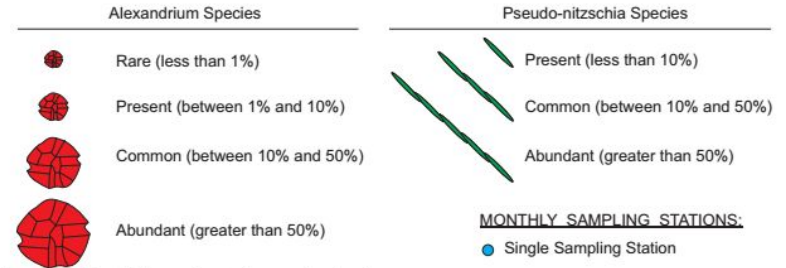 Alexandrium Species
Rare (less than 1%)
Present (between 1% and 10%)
Common (between 10% and 50%)
Abundant (greater than 50%)
Pseudo-nitzschia Species
Present (less than 10%)
Common (between 10% and 50%)
Abundant (greater than 50%)
MONTHLY SAMPLING STATIONS:
Single Sampling Station